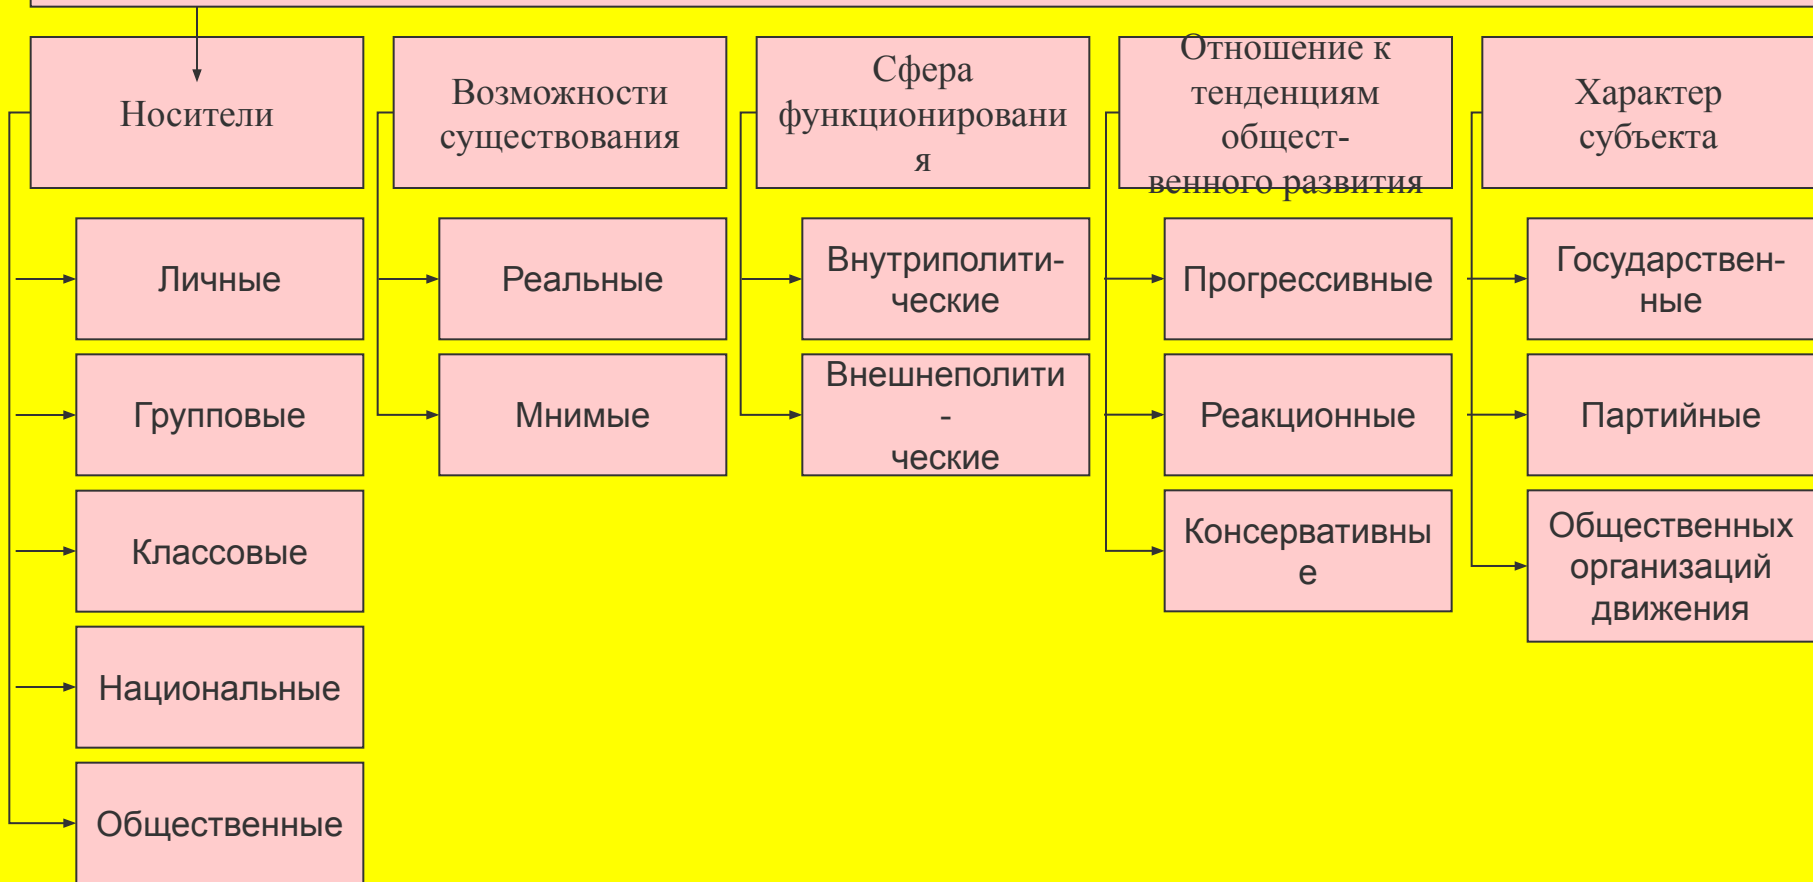 Носители
Возможности
существования
Сфера
функционировани
я
Отношение к
тенденциям
общест-
венного развития
Характер
субъекта
Личные
Групповые
Классовые
Национальные
Общественные
Реальные
Мнимые
Внутриполити-
ческие
Внешнеполити
-
ческие
Прогрессивные
Реакционные
Консервативны
е
Государствен-
ные
Партийные
Общественных
организаций
движения